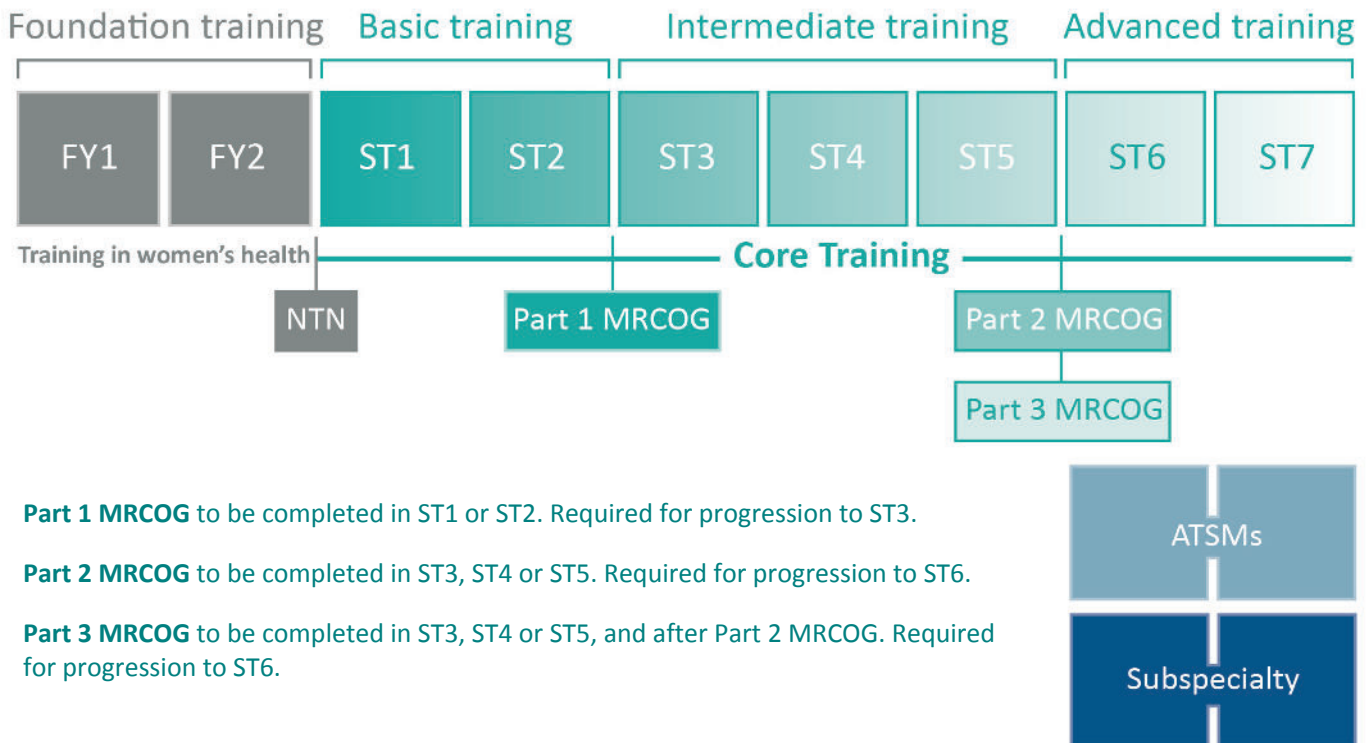 Foundation training Basic training Intermediate training Advanced training
FY1 FY2 ST1 ST2 ST3 ST4 ST5 ST6 ST7
Training in women's health Core Training
NTN Part 1 MRCOG Part 2 MRCOG
Part 3 MRCOG
Part 1 MRCOG to be completed in ST1 or ST2. Required for progression to ST3.
Part 2 MRCOG to be completed in ST3, ST4 or ST5. Required for progression to ST6.
Part 3 MRCOG to be completed in ST3, ST4 or ST5, and after Part 2 MRCOG. Required
for progression to ST6.
ATSMs
Subspecialty